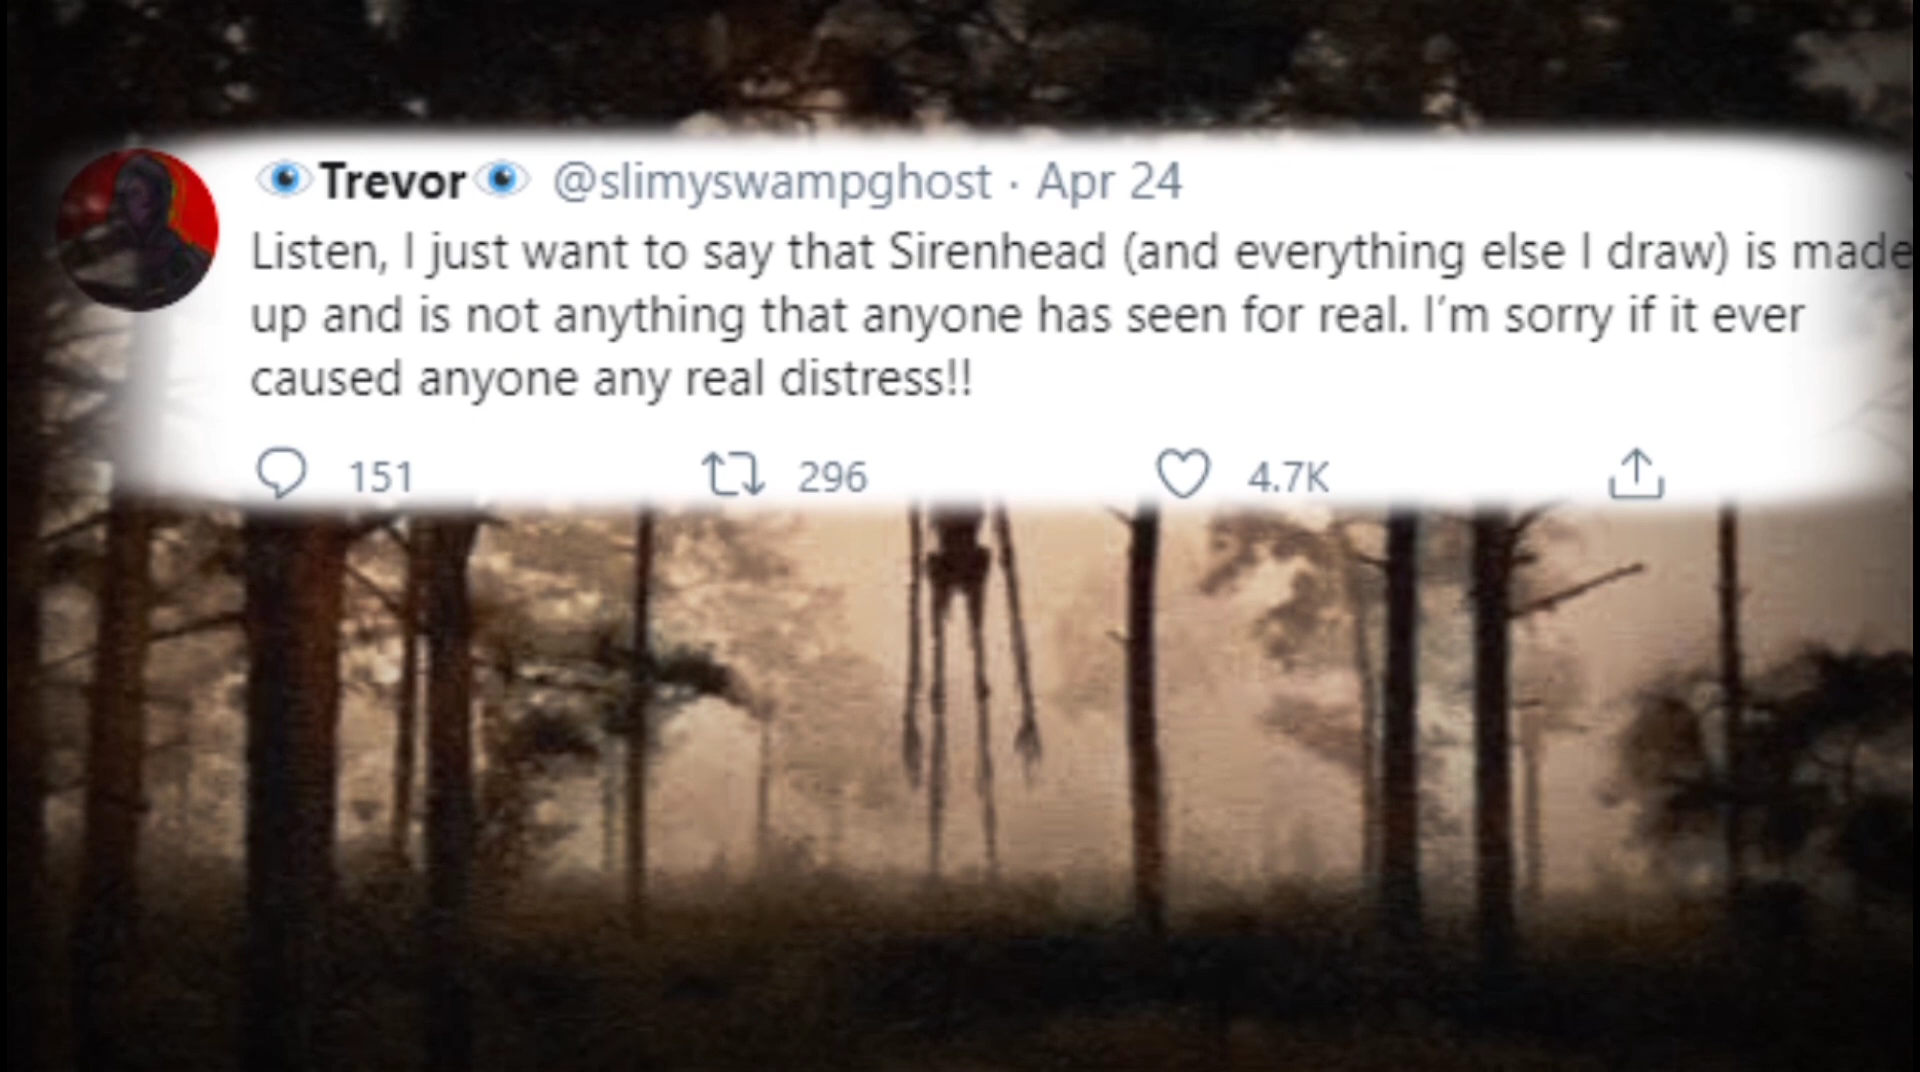 👁Trevor👁 @slimyswampghost · Apr 24
Listen, I just want to say that Sirenhead (and everything else I draw) is made
up and is not anything that anyone has seen for real. I′m sorry if it ever
caused anyone any real distress!!
151 296 4.7K